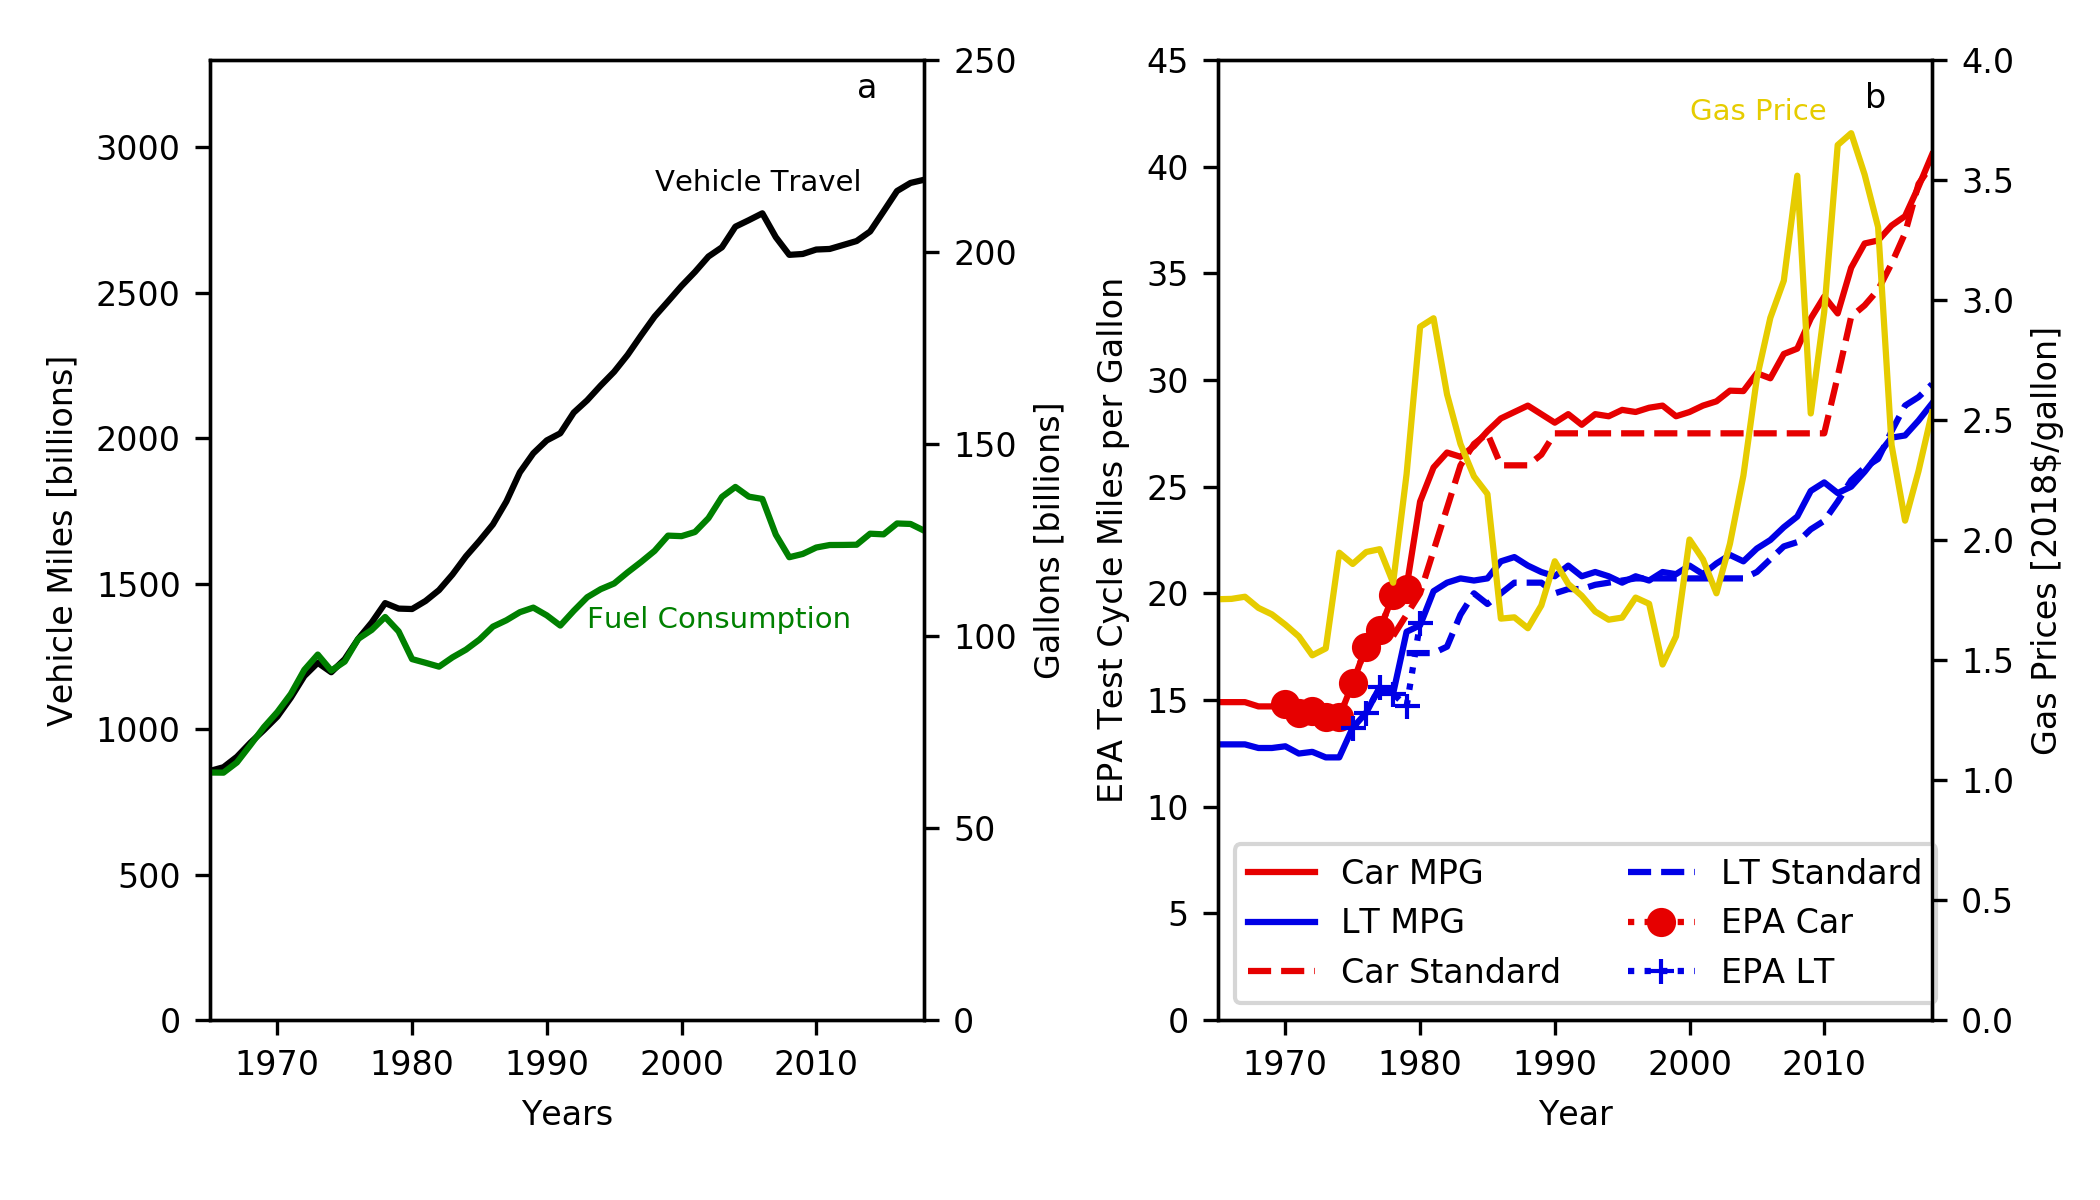 a
Vehicle Travel
Fuel Consumption
Vehicle Miles [billions]
3000
2500
2000
1500
1000
500
0
250
200
150
100
50
0
Gallons [billions]
1970 1980 1990 2000 2010
Years
b
Gas Price
EPA Test Cycle Miles per Gallon
45
40
35
30
25
20
15
10
5
0
4.0
3.5
3.0
2.5
2.0
1.5
1.0
0.5
0.0
Gas Prices [2018$/gallon]
Car MPG
LT MPG
Car Standard
LT Standard
EPA Car
EPA LT
1970 1980 1990 2000 2010
Year